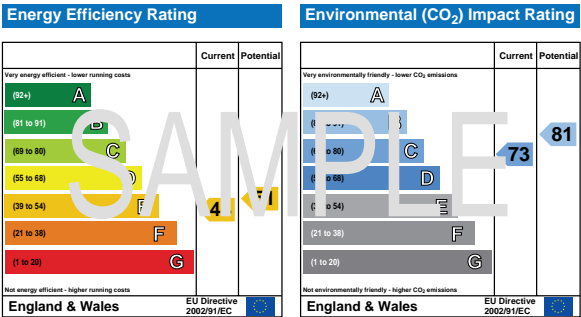 Energy Efficiency Rating
Current Potential
Very energy efficient - lower running costs
(92+) A
(81 to 91) B
(69 to 80) C
(55 to 68) D
(39 to 54) E
(21 to 38) F
(1 to 20) G
Not energy efficient - higher running costs
England & Wales
EU Directive
2002/91/EC
Environmental (CO₂) Impact Rating
Current Potential
Very environmentally friendly - lower CO₂ emissions
(92+) A
B
C
D
E
(21 to 38) F
(1 to 20) G
73
81
Not environmentally friendly - higher CO₂ emissions
England & Wales
EU Directive
2002/91/EC
SAMPLE